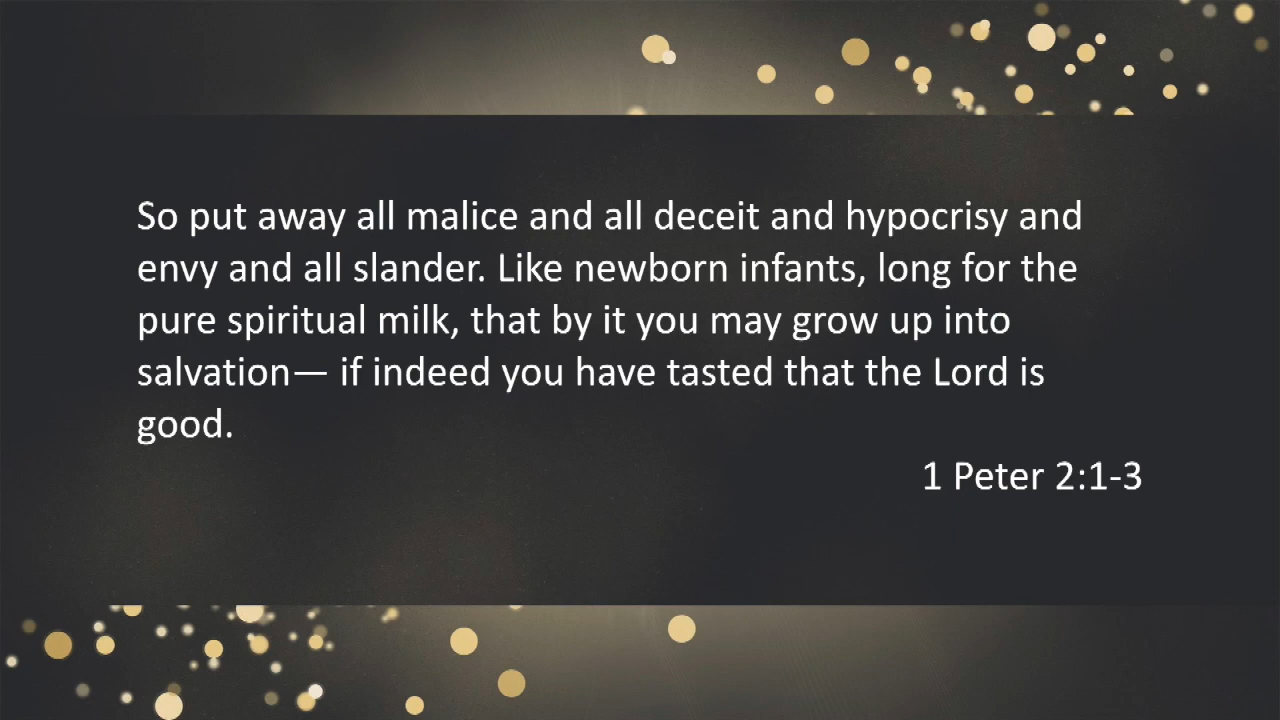 So put away all malice and all deceit and hypocrisy and
envy and all slander. Like newborn infants, long for the
pure spiritual milk, that by it you may grow up into
salvation— if indeed you have tasted that the Lord is
good.
1 Peter 2:1-3